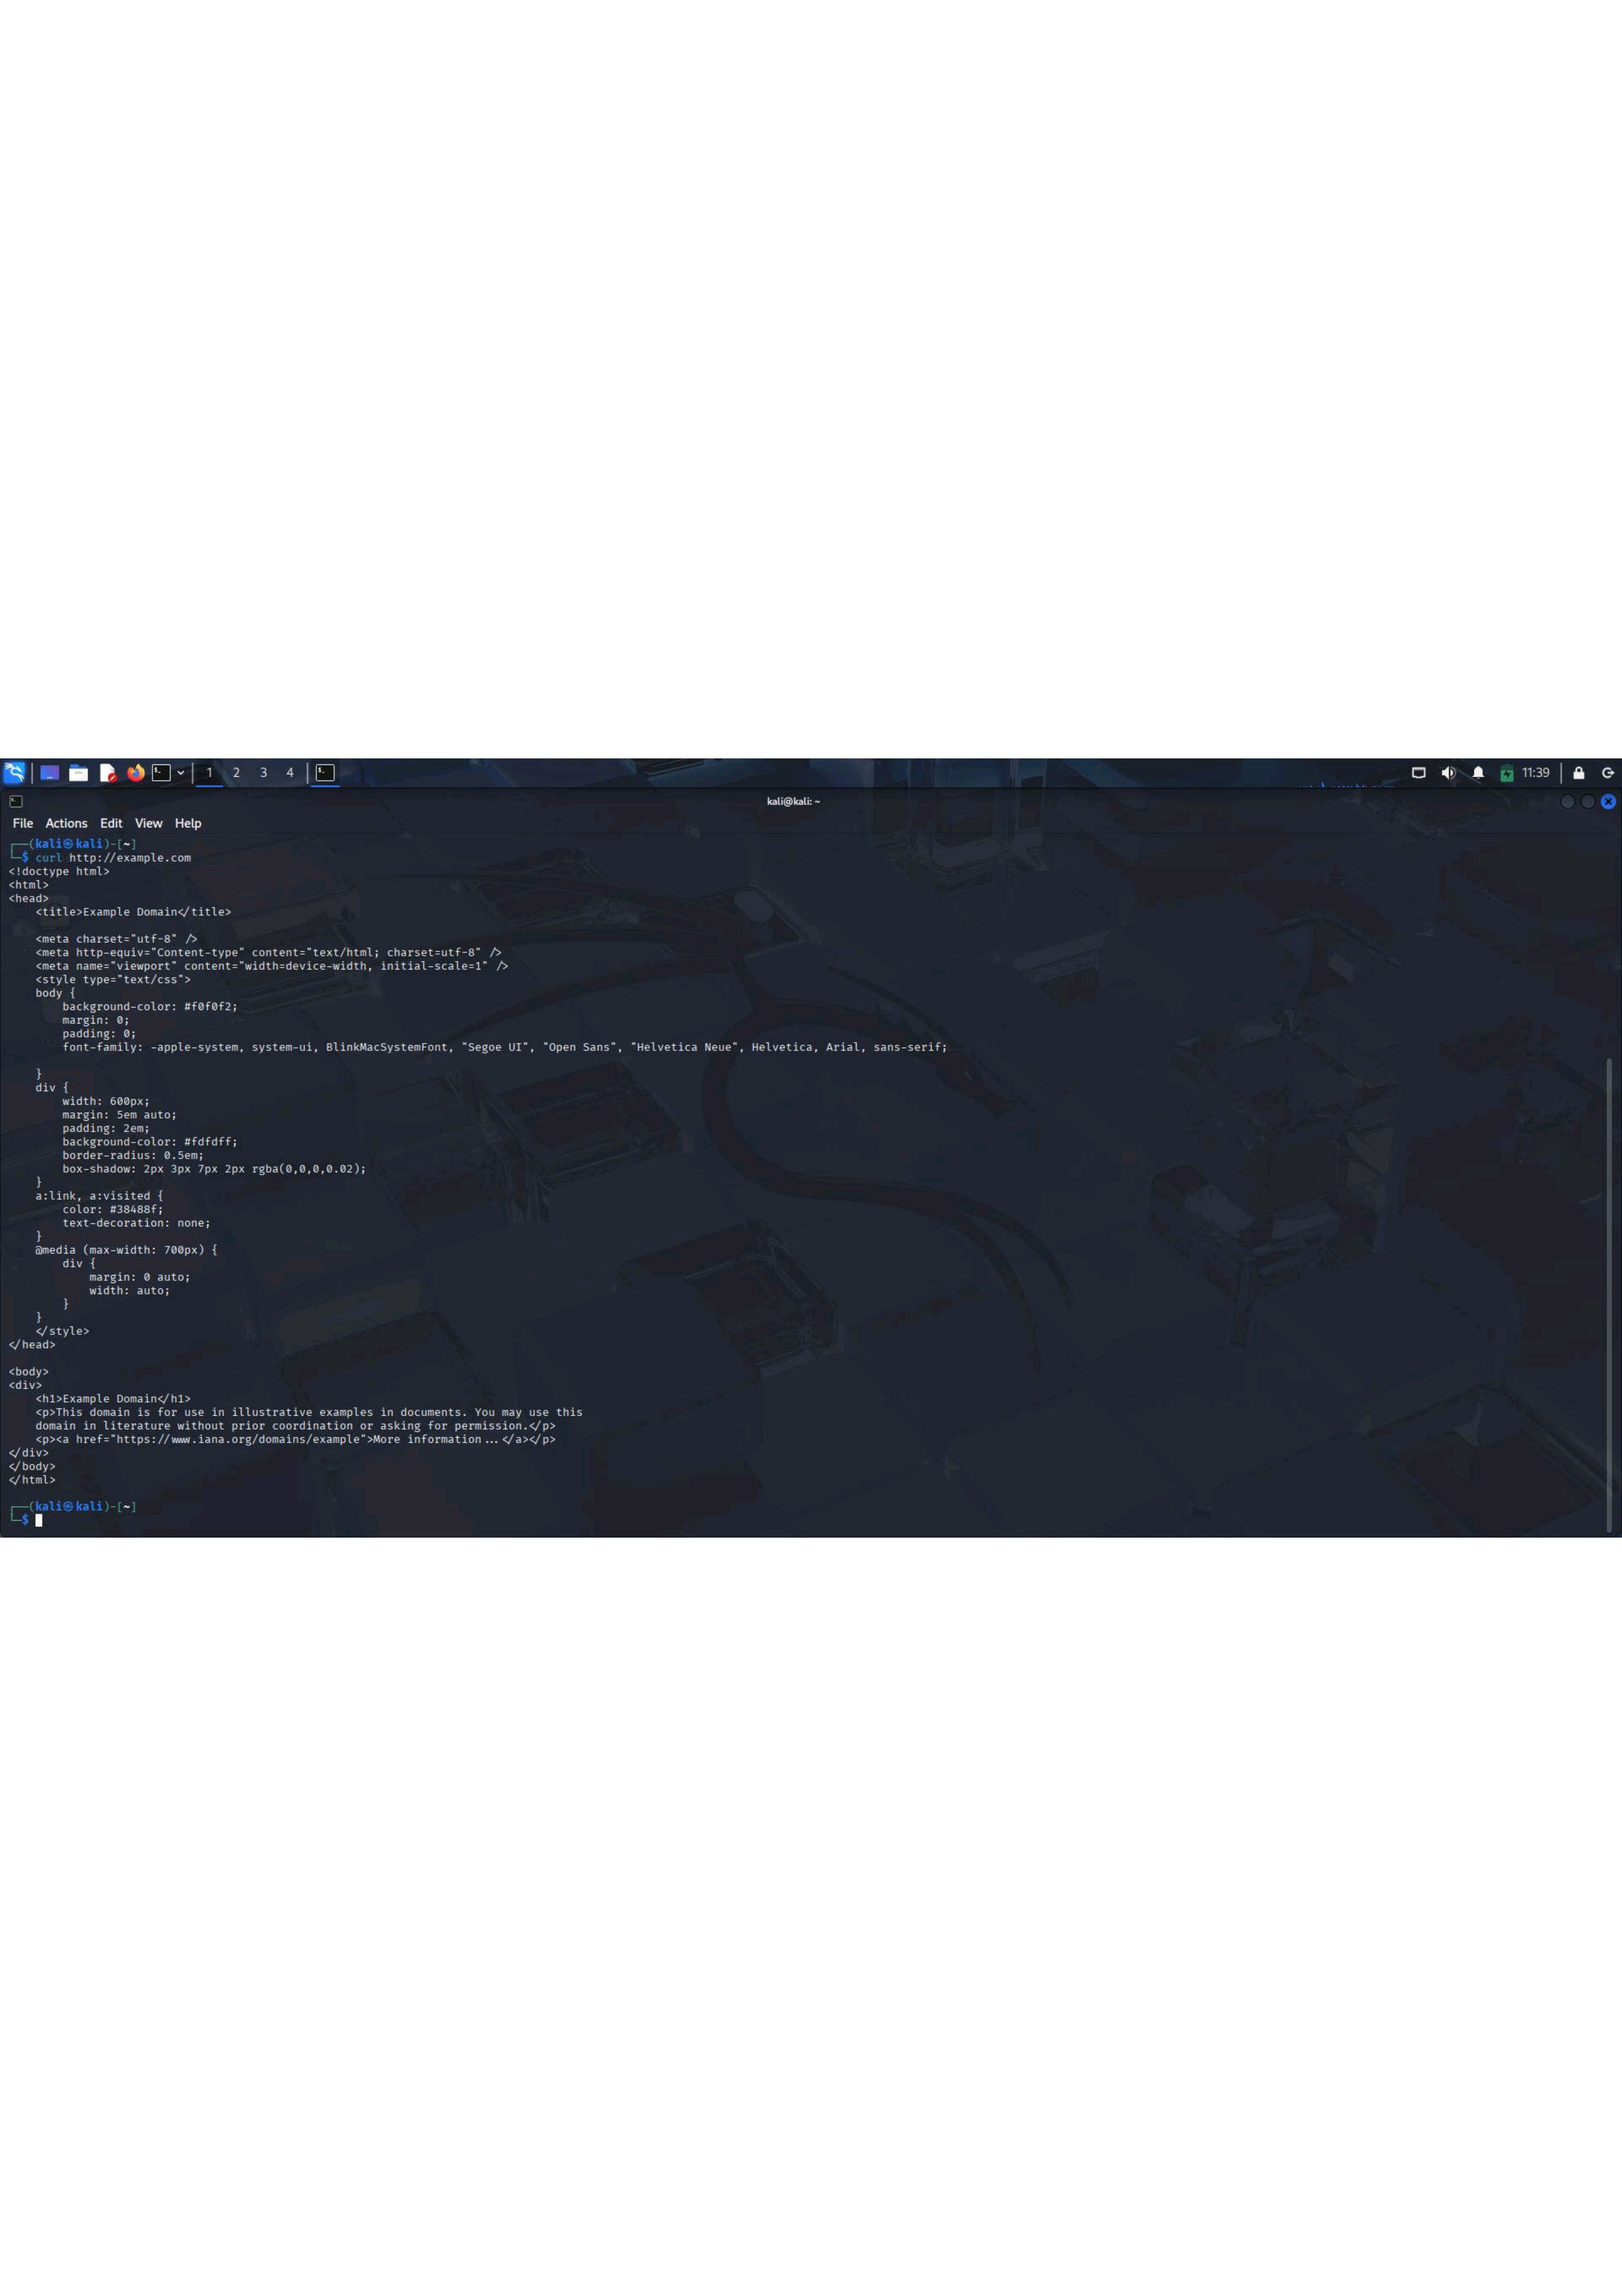 1 2 3 4 11:39
kali@kali: ~
File Actions Edit View Help
┌──(kali㉿kali)-[~]
└─$ curl http://example.com
<!doctype html>
<html>
<head>
    <title>Example Domain</title>

    <meta charset="utf-8" />
    <meta http-equiv="Content-type" content="text/html; charset=utf-8" />
    <meta name="viewport" content="width=device-width, initial-scale=1" />
    <style type="text/css">
    body {
        background-color: #f0f0f2;
        margin: 0;
        padding: 0;
        font-family: -apple-system, system-ui, BlinkMacSystemFont, "Segoe UI", "Open Sans", "Helvetica Neue", Helvetica, Arial, sans-serif;

    }
    div {
        width: 600px;
        margin: 5em auto;
        padding: 2em;
        background-color: #fdfdff;
        border-radius: 0.5em;
        box-shadow: 2px 3px 7px 2px rgba(0,0,0,0.02);
    }
    a:link, a:visited {
        color: #38488f;
        text-decoration: none;
    }
    @media (max-width: 700px) {
        div {
            margin: 0 auto;
            width: auto;
        }
    }
    </style>
</head>

<body>
<div>
    <h1>Example Domain</h1>
    <p>This domain is for use in illustrative examples in documents. You may use this
    domain in literature without prior coordination or asking for permission.</p>
    <p><a href="https://www.iana.org/domains/example">More information...</a></p>
</div>
</body>
</html>

┌──(kali㉿kali)-[~]
└─$